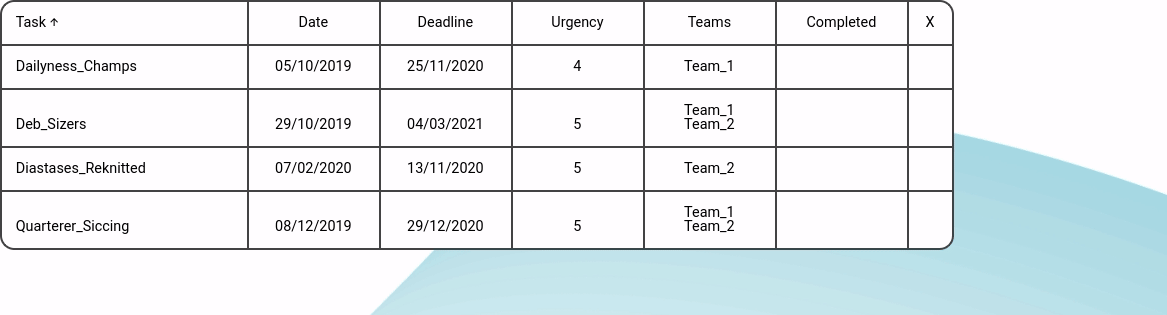 Task ↑ Date Deadline Urgency Teams Completed X
Dailyness_Champs 05/10/2019 25/11/2020 4 Team_1
Team_1
Deb_Sizers 29/10/2019 04/03/2021 5 Team_2
Diastases_Reknitted 07/02/2020 13/11/2020 5 Team_2
Team_1
Quarterer_Siccing 08/12/2019 29/12/2020 5 Team_2